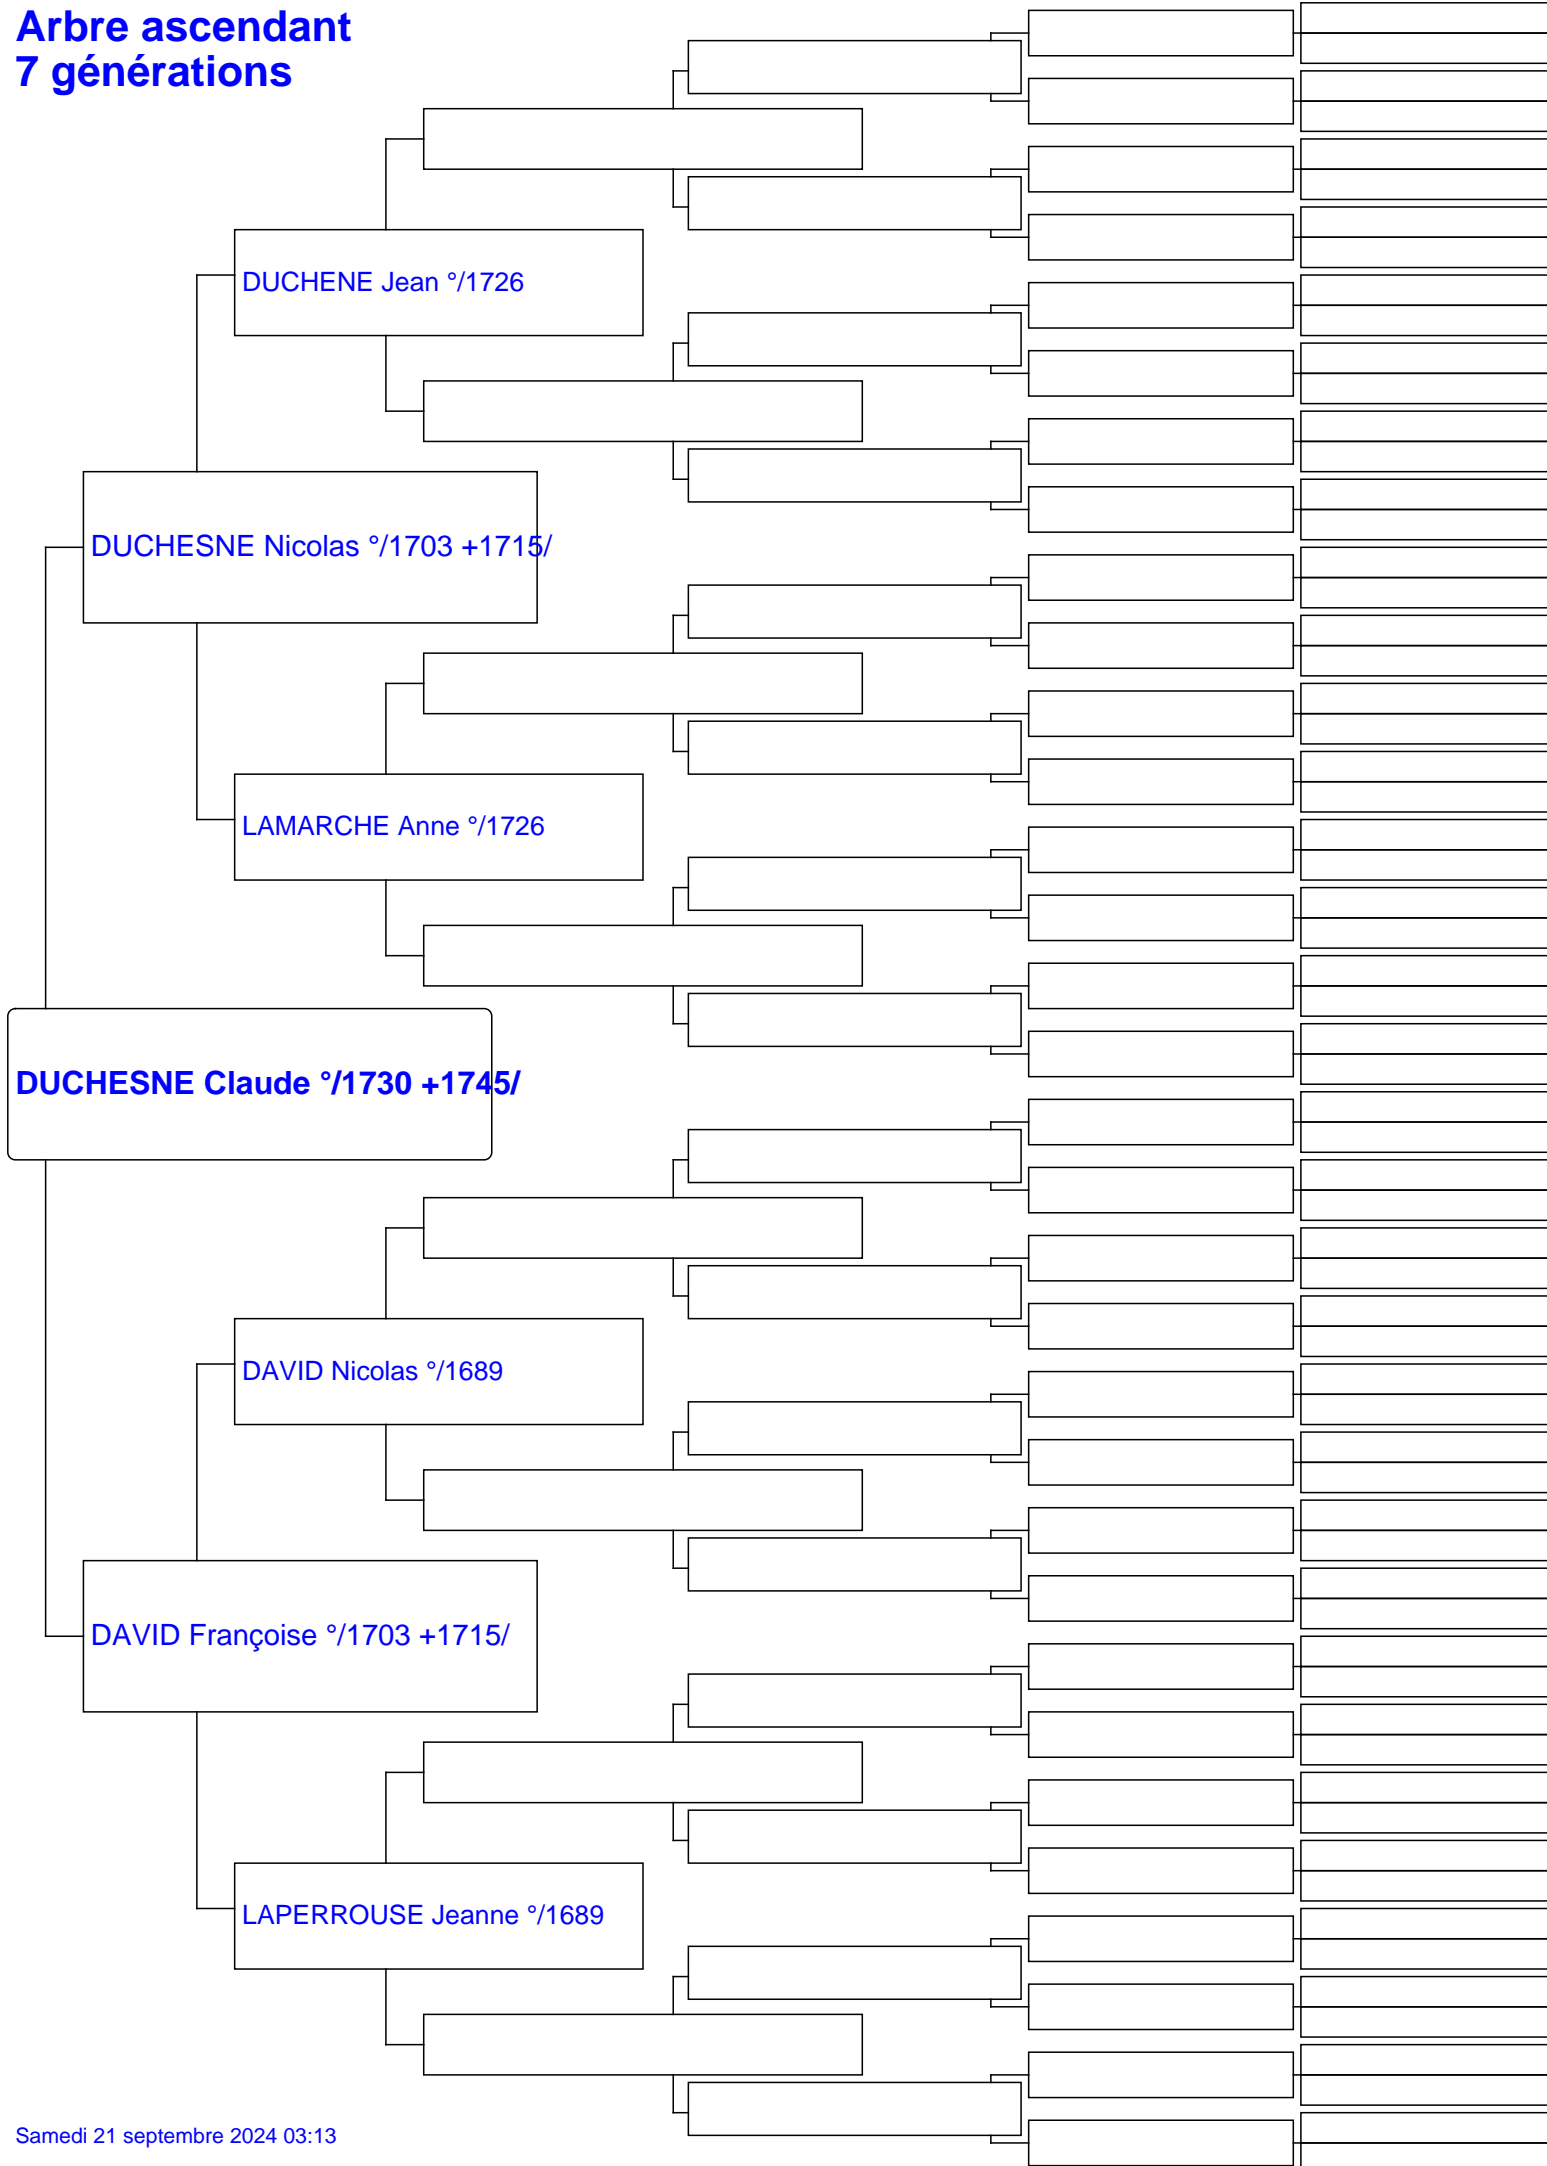 Arbre ascendant
7 générations
DUCHENE Jean °/1726
DUCHESNE Nicolas °/1703 +1715/
LAMARCHE Anne °/1726
DUCHESNE Claude °/1730 +1745/
DAVID Nicolas °/1689
DAVID Françoise °/1703 +1715/
LAPERROUSE Jeanne °/1689
Samedi 21 septembre 2024 03:13